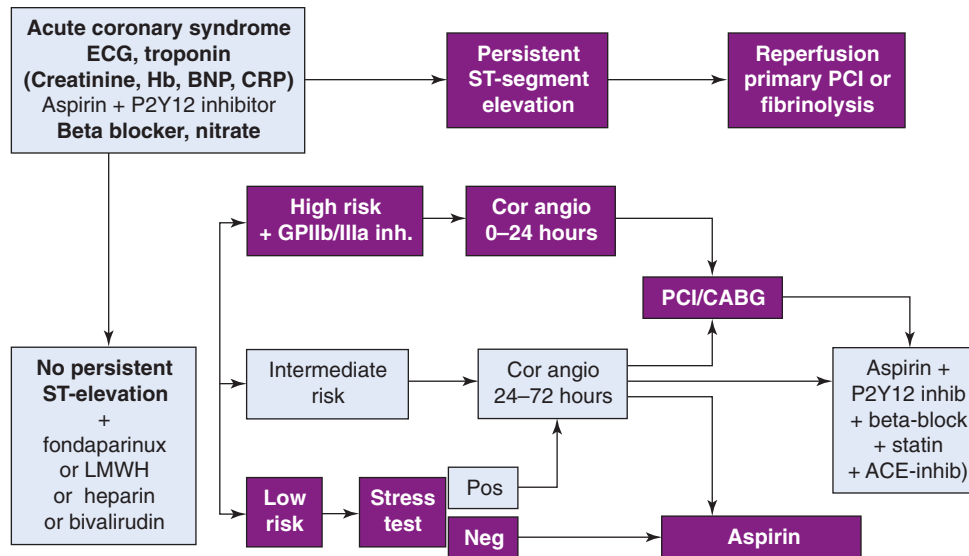 Acute coronary syndrome
ECG, troponin
(Creatinine, Hb, BNP, CRP)
Aspirin + P2Y12 inhibitor
Beta blocker, nitrate
Persistent
ST-segment
elevation
Reperfusion
primary PCI or
fibrinolysis
High risk
+ GPIIb/IIIa inh.
Cor angio
0–24 hours
PCI/CABG
No persistent
ST-elevation
+
fondaparinux
or LMWH
or heparin
or bivalirudin
Intermediate
risk
Cor angio
24–72 hours
Aspirin +
P2Y12 inhib
+ beta-block
+ statin
+ ACE-inhib)
Low
risk
Stress
test
Pos
Neg
Aspirin